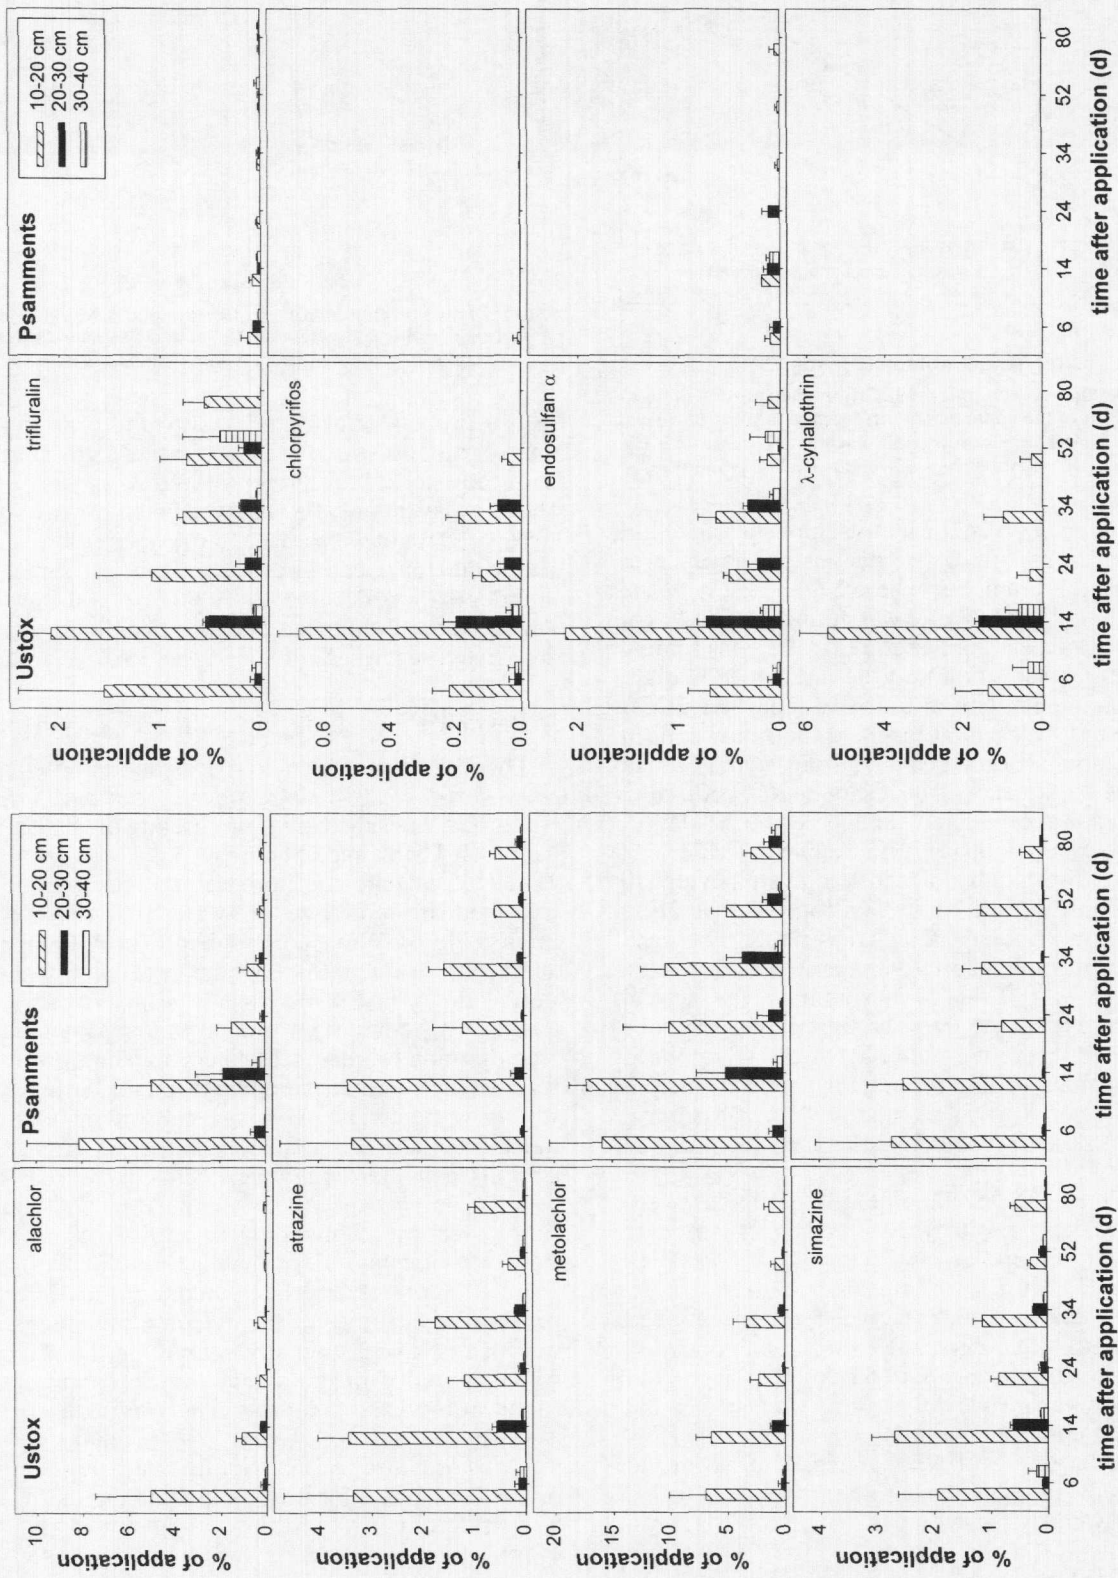 Ustox
alachlor
Psamments
10-20 cm
20-30 cm
30-40 cm
% of application
10
8
6
4
2
0
atrazine
% of application
4
3
2
1
0
metolachlor
% of application
20
15
10
5
0
simazine
% of application
4
3
2
1
0
6 14 24 34 52 80
6 14 24 34 52 80
time after application (d)
time after application (d)
Ustox
trifluralin
Psamments
10-20 cm
20-30 cm
30-40 cm
% of application
2
1
0
chlorpyrifos
% of application
0.6
0.4
0.2
0.0
endosulfan α
% of application
2
1
0
λ-cyhalothrin
% of application
6
4
2
0
6 14 24 34 52 80
6 14 24 34 52 80
time after application (d)
time after application (d)